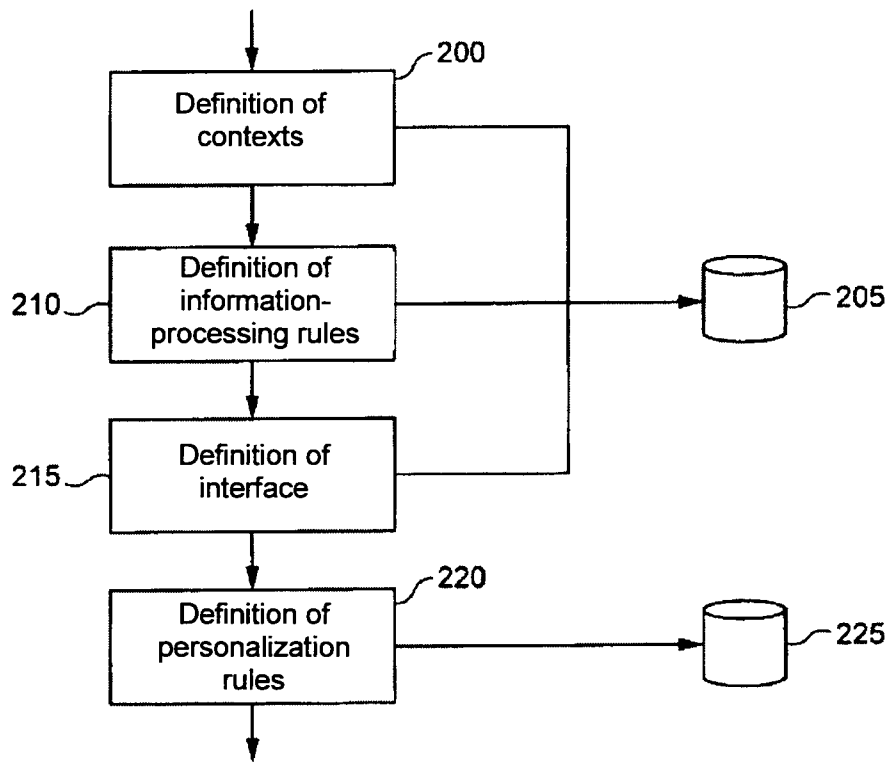 200
Definition of
contexts
210
Definition of
information-
processing rules
205
215
Definition of
interface
220
Definition of
personalization
rules
225